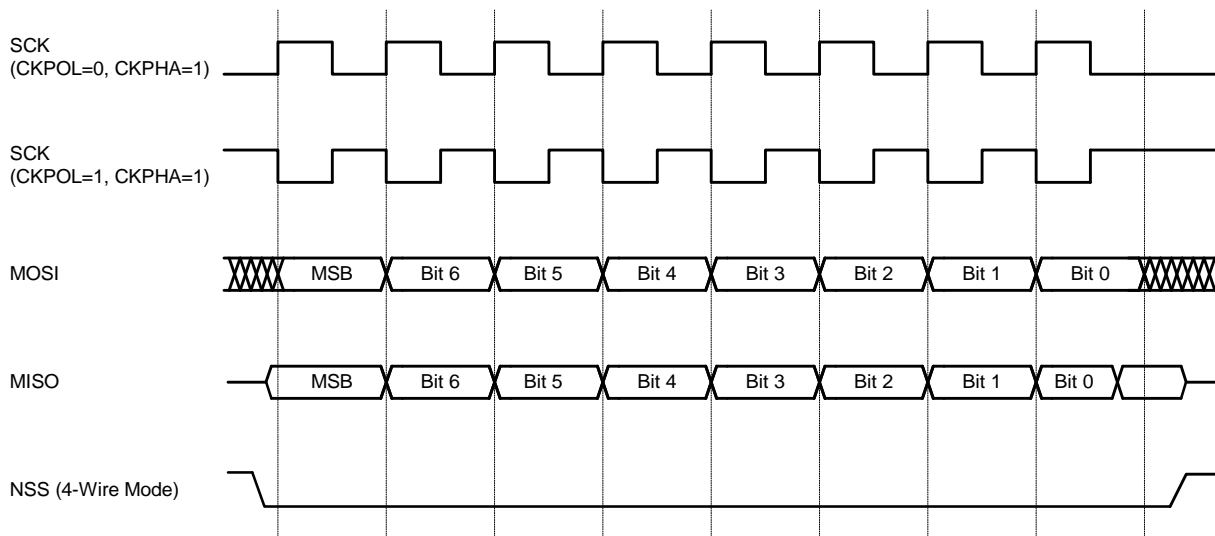 SCK
(CKPOL=0, CKPHA=1)
SCK
(CKPOL=1, CKPHA=1)
MOSI
MSB Bit 6 Bit 5 Bit 4 Bit 3 Bit 2 Bit 1 Bit 0
MISO
MSB Bit 6 Bit 5 Bit 4 Bit 3 Bit 2 Bit 1 Bit 0
NSS (4-Wire Mode)